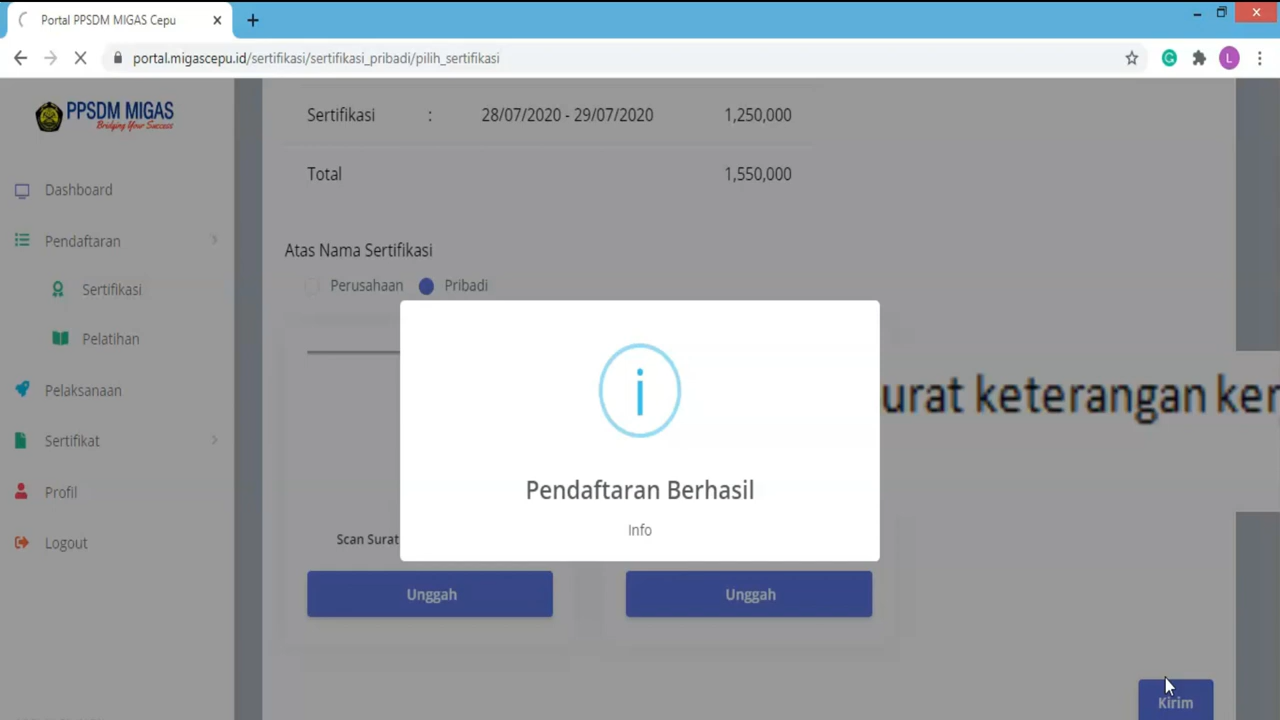 Portal PPSDM MIGAS Cepu
portal.migascepu.id/sertifikasi/sertifikasi_pribadi/pilih_sertifikasi
G
L
PPSDM MIGAS
Bridging Your Success
Dashboard
Pendaftaran
Sertifikasi
Pelatihan
Pelaksanaan
Sertifikat
Profil
Logout
Sertifikasi : 28/07/2020 - 29/07/2020 1,250,000
Total 1,550,000
Atas Nama Sertifikasi
Perusahaan Pribadi
urat keterangan ker
i
Pendaftaran Berhasil
Info
Scan Surat
Unggah Unggah
Kirim